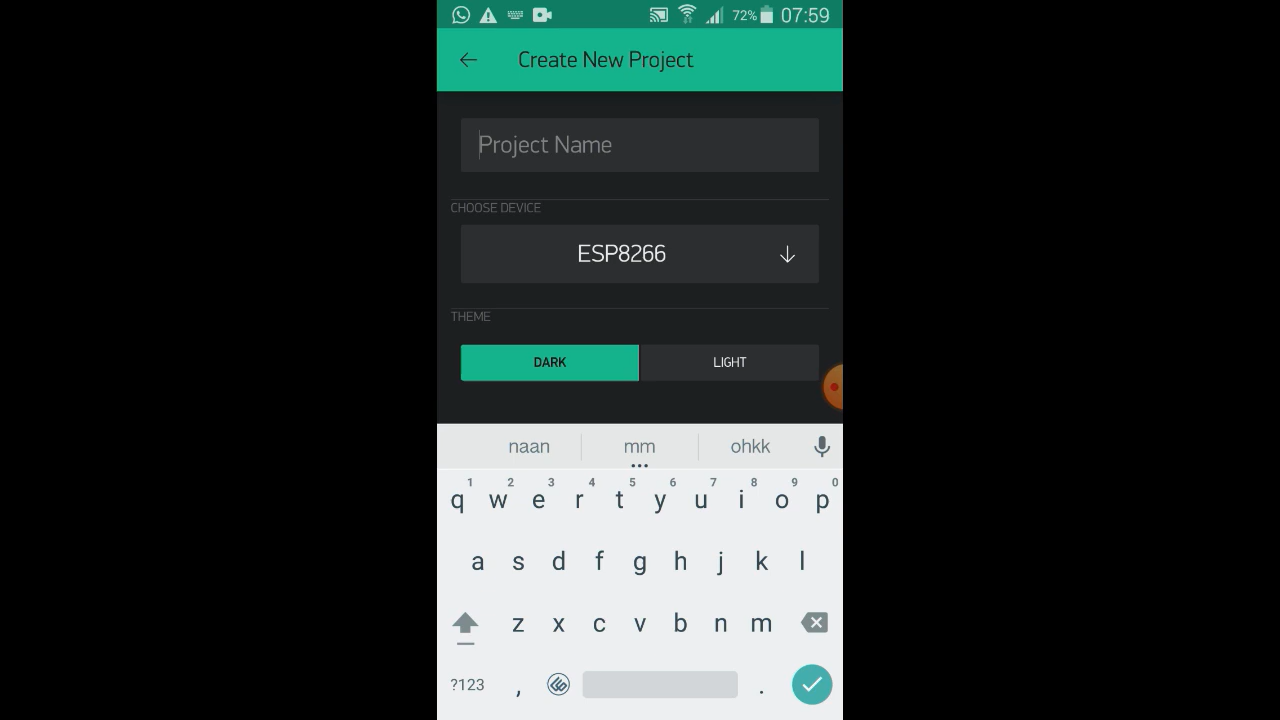 72% 07:59
Create New Project
Project Name
CHOOSE DEVICE
ESP8266
THEME
DARK LIGHT
naan mm ohkk
1 2 3 4 5 6 7 8 9 0
q w e r t y u i o p
a s d f g h j k l
z x c v b n m
?123 , .